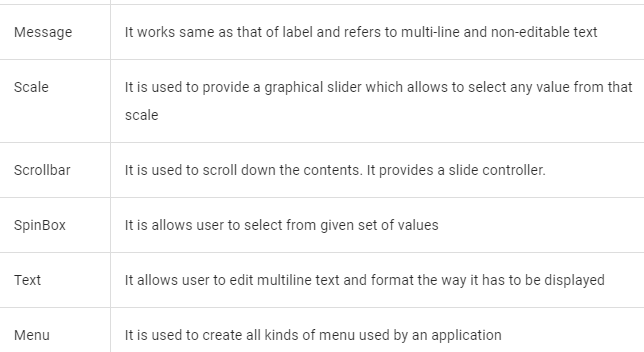 Message It works same as that of label and refers to multi-line and non-editable text
Scale It is used to provide a graphical slider which allows to select any value from that
scale
Scrollbar It is used to scroll down the contents. It provides a slide controller.
SpinBox It is allows user to select from given set of values
Text It allows user to edit multiline text and format the way it has to be displayed
Menu It is used to create all kinds of menu used by an application